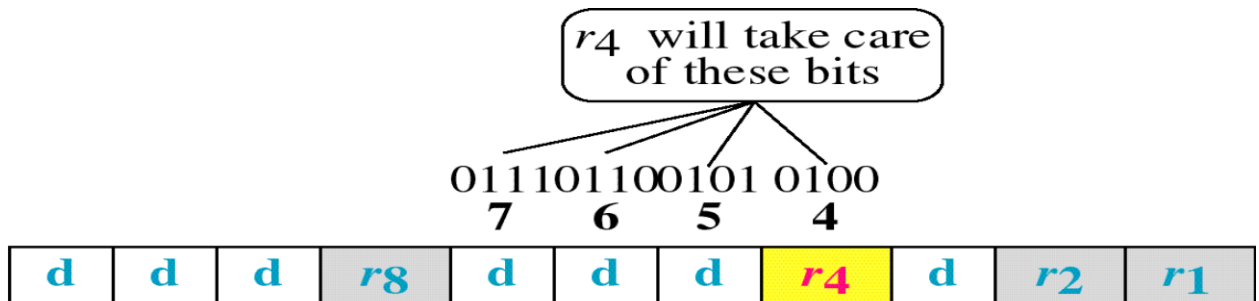 r4 will take care
of these bits
0111 0110 0101 0100
7 6 5 4
d d d r8 d d d r4 d r2 r1